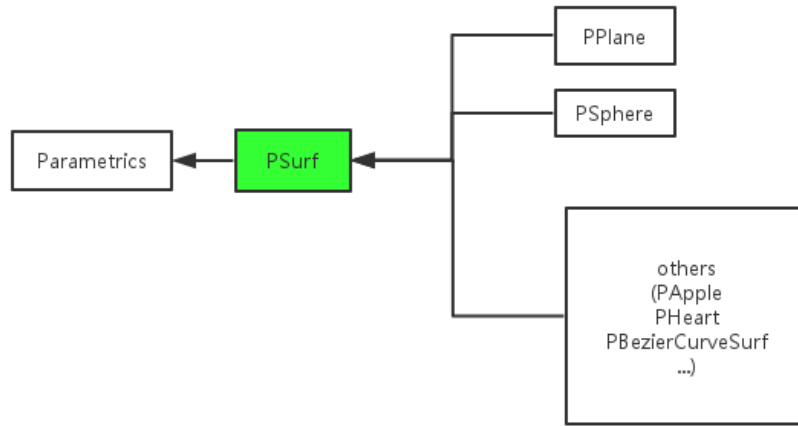 PPlane
PSphere
Parametrics
PSurf
others
(PApple
PHeart
PBezierCurveSurf
...)